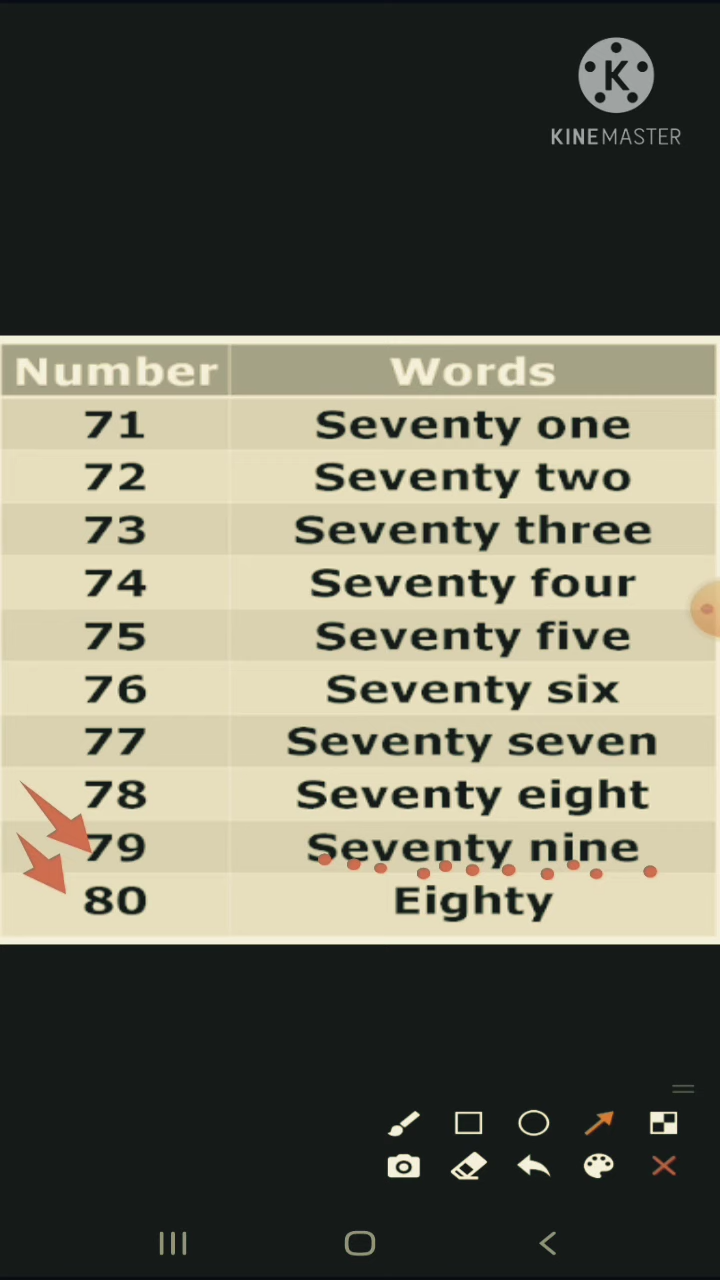 K
KINEMASTER
Number Words
71 Seventy one
72 Seventy two
73 Seventy three
74 Seventy four
75 Seventy five
76 Seventy six
77 Seventy seven
78 Seventy eight
79 Seventy nine
80 Eighty